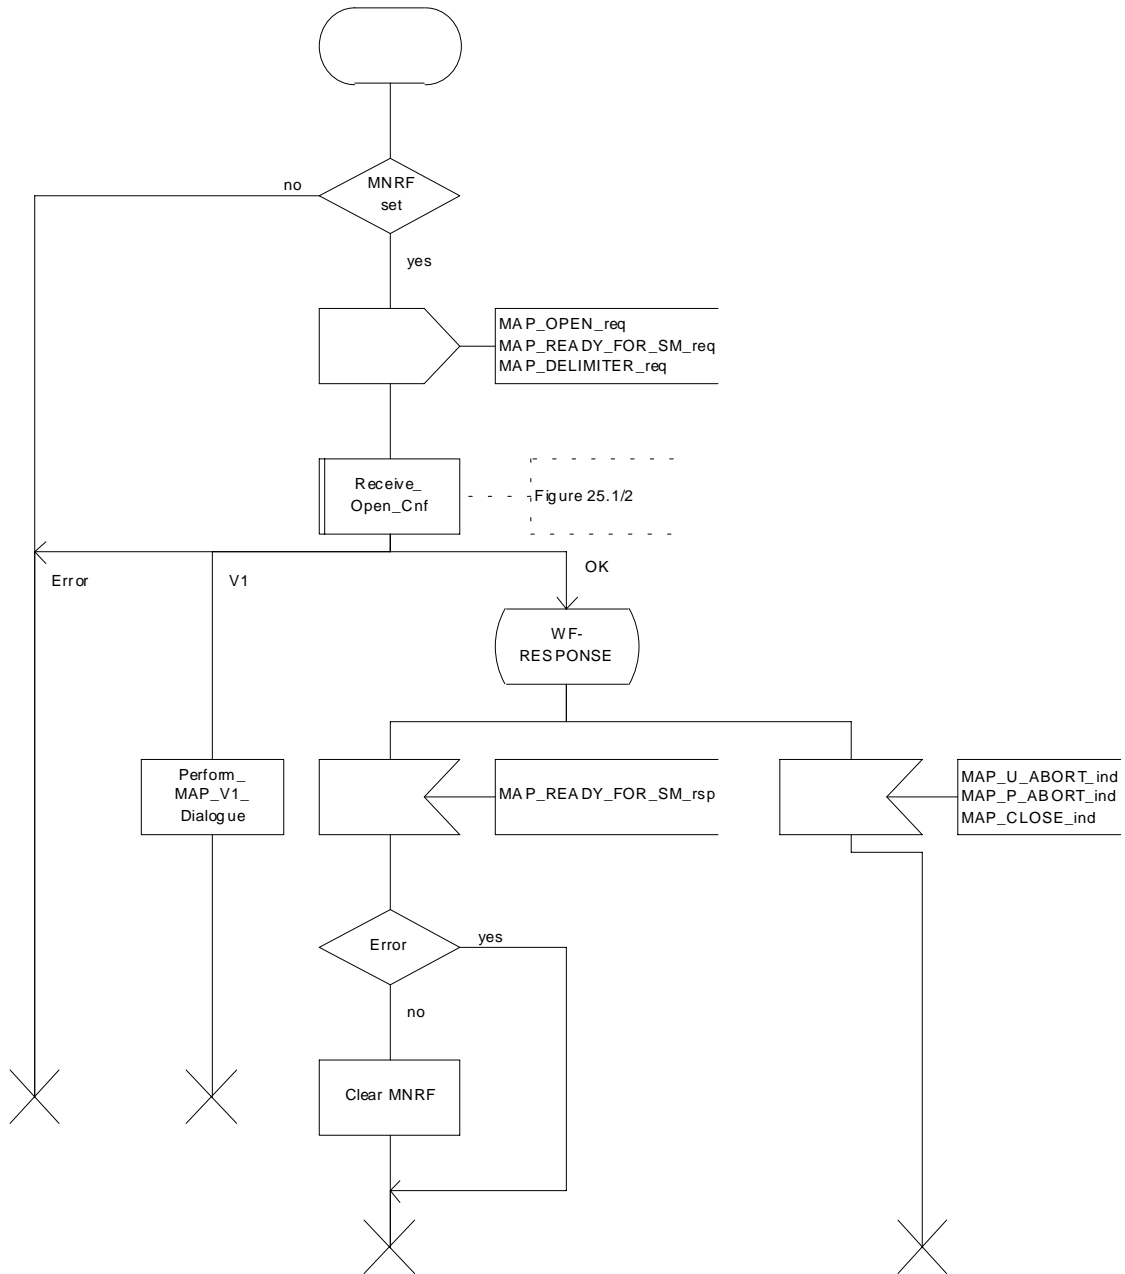 MNRF
set
no
yes
MAP_OPEN_req
MAP_READY_FOR_SM_req
MAP_DELIMITER_req
Receive_
Open_Cnf
Figure 25.1/2
Error
V1
OK
WF-
RESPONSE
Perform_
MAP_V1_
Dialogue
MAP_READY_FOR_SM_rsp
MAP_U_ABORT_ind
MAP_P_ABORT_ind
MAP_CLOSE_ind
Error
yes
no
Clear MNRF